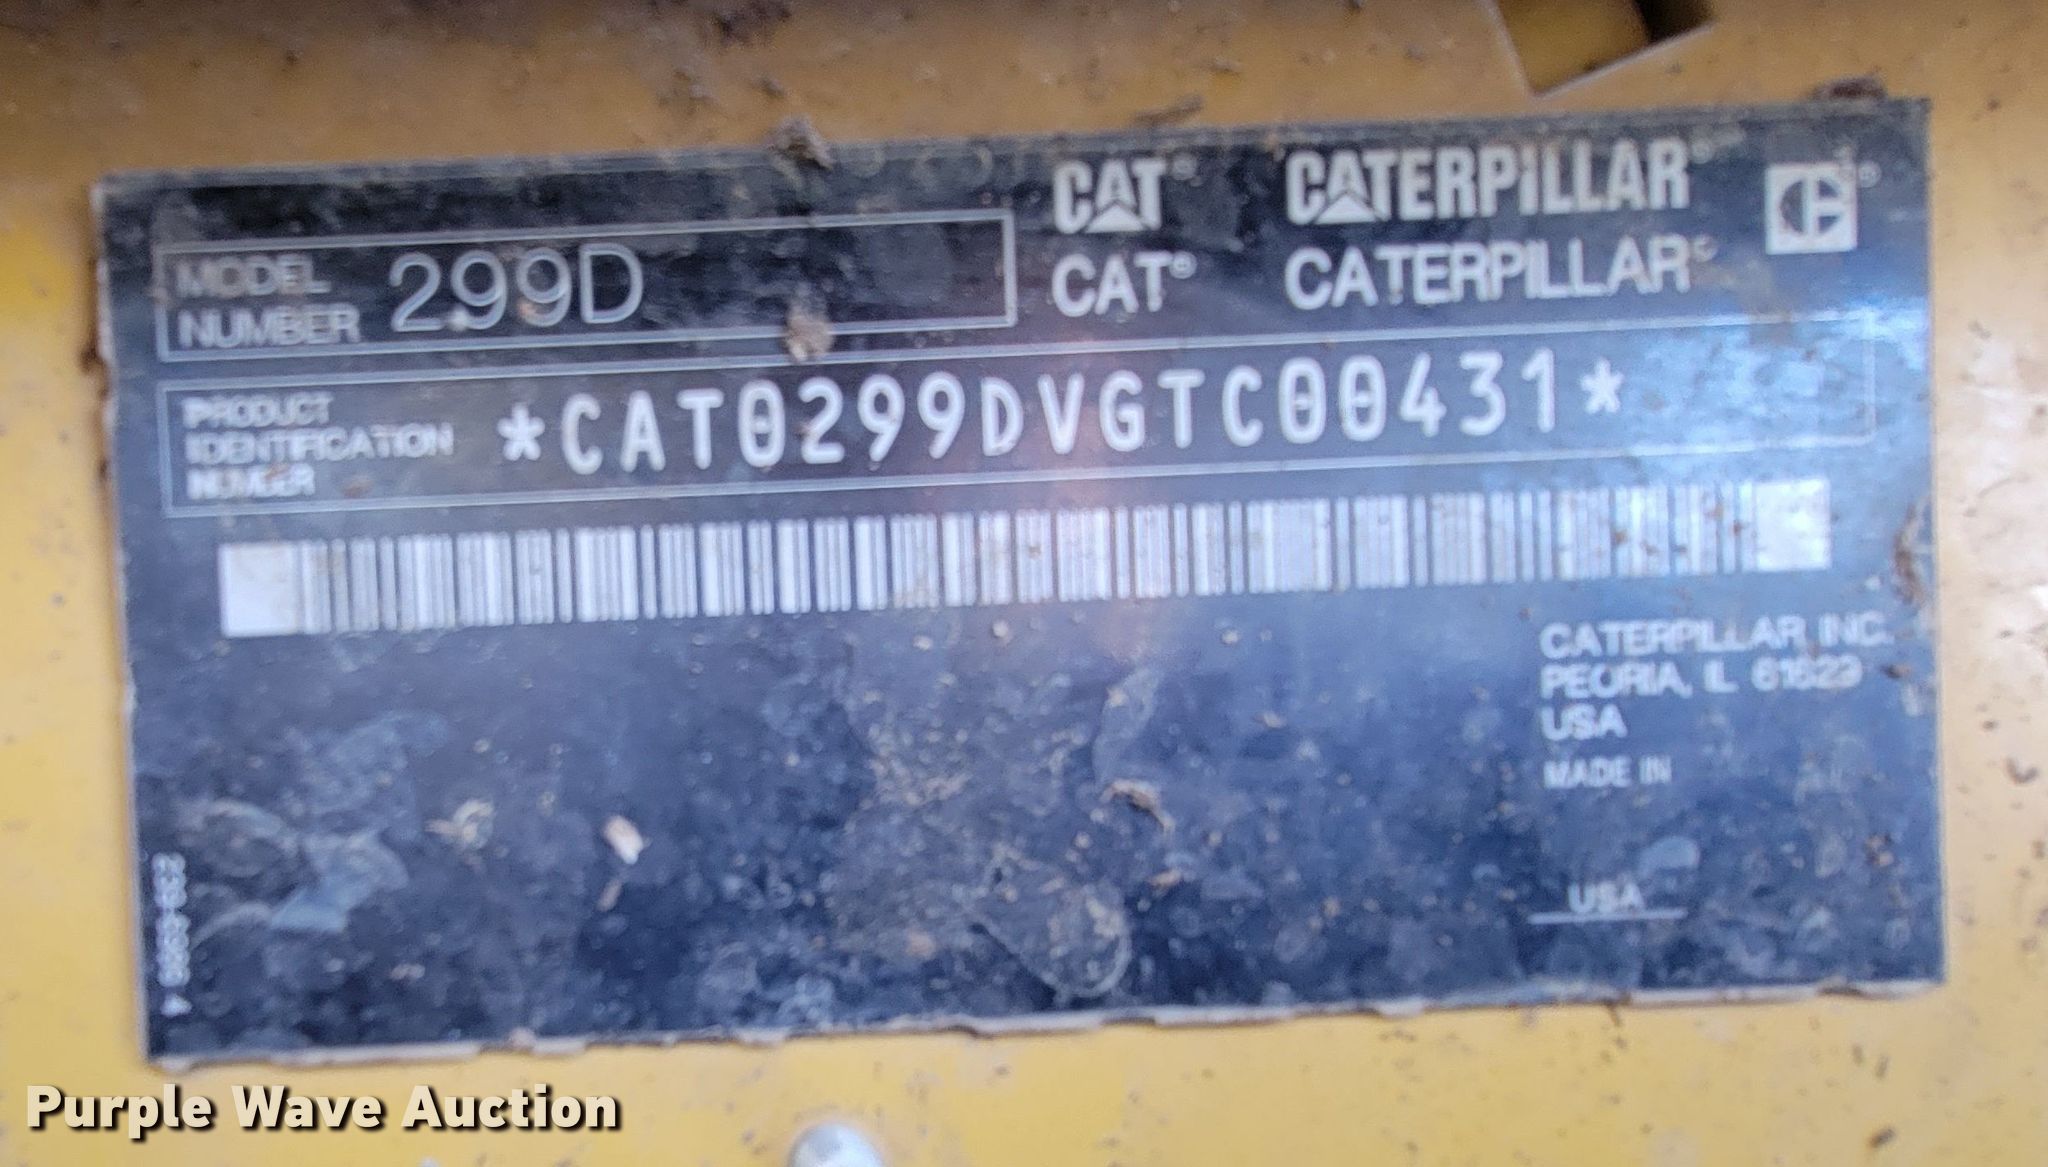 CAT® CATERPILLAR®
MODEL
NUMBER 299D
CAT® CATERPILLAR®
PRODUCT
IDENTIFICATION
NUMBER
*CAT0299DVGTC00431*
CATERPILLAR INC.
PEORIA, IL 61629
USA
MADE IN
USA
Purple Wave Auction